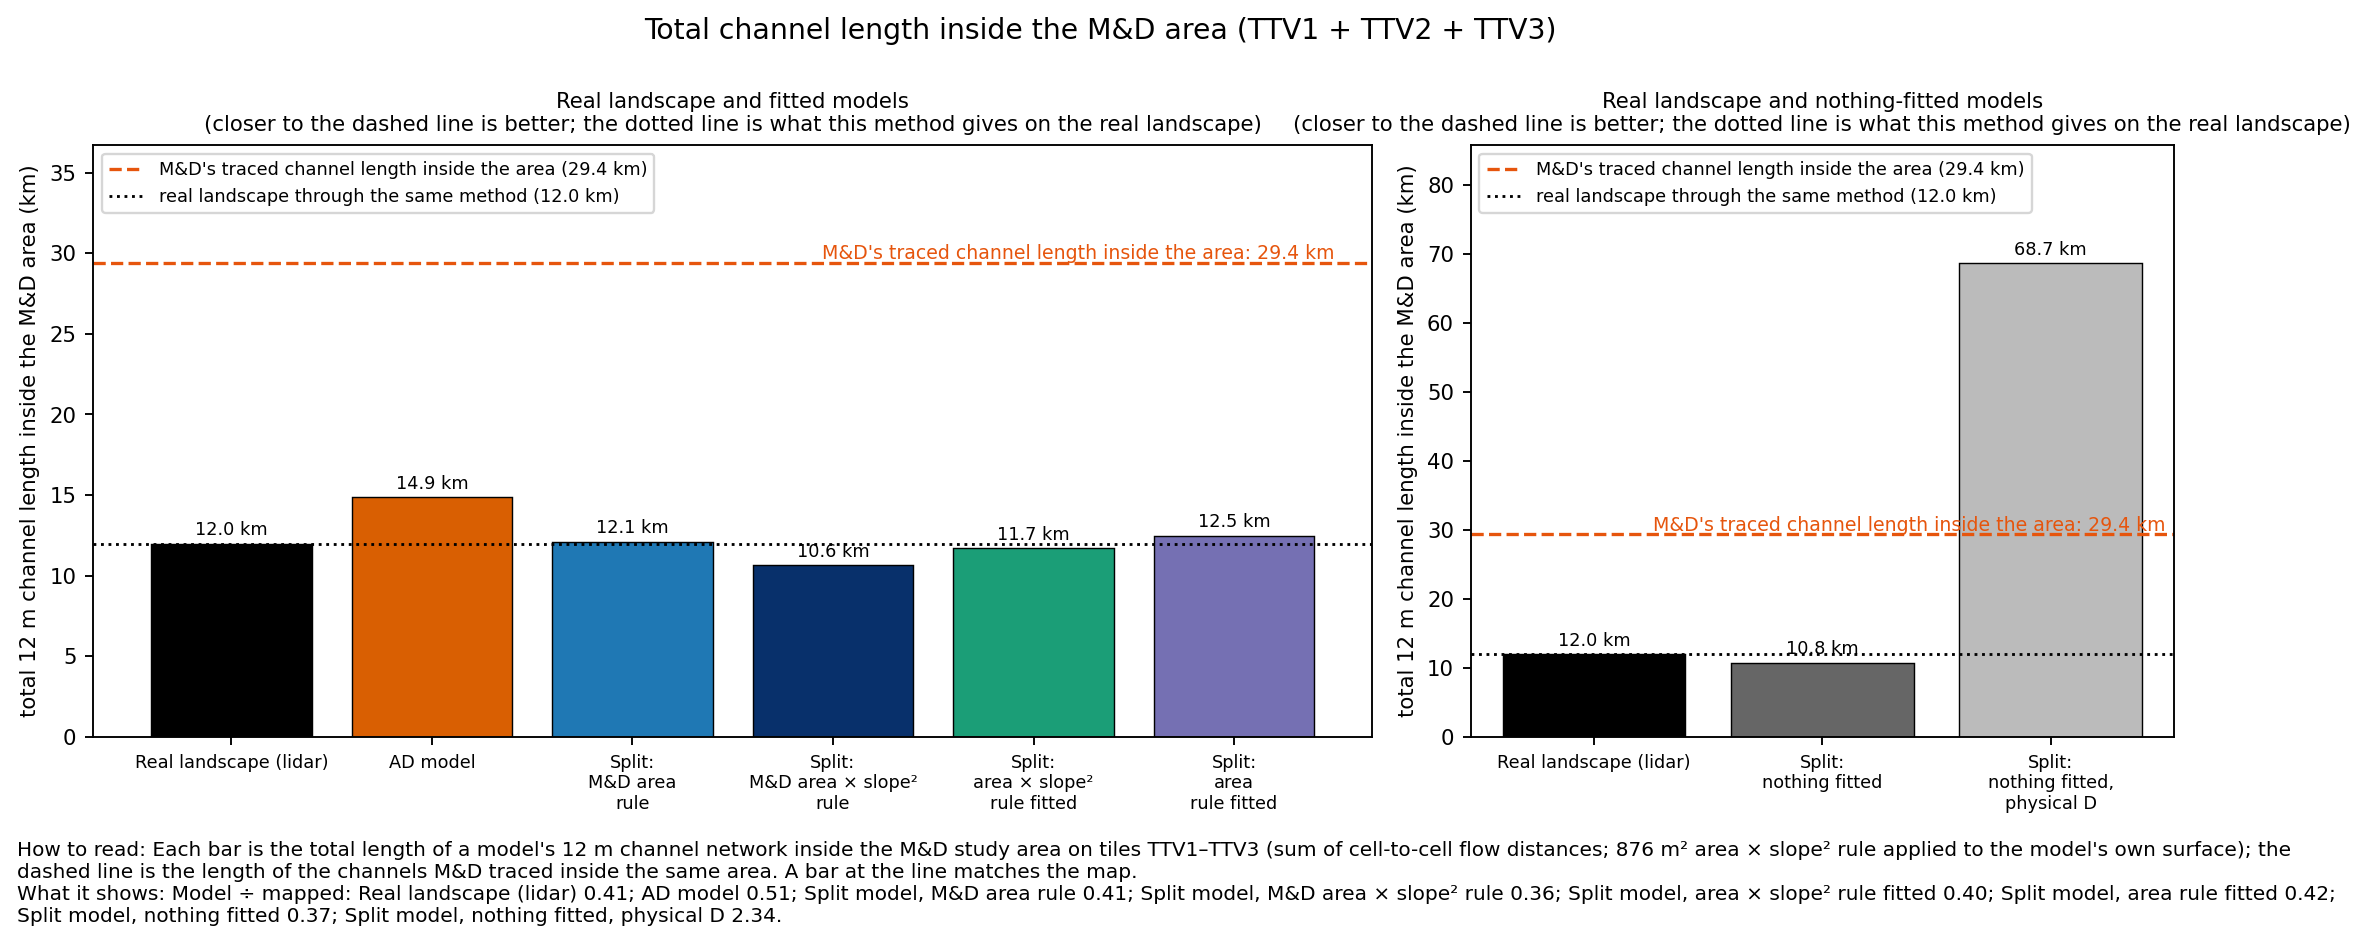 Total channel length inside the M&D area (TTV1 + TTV2 + TTV3)
Real landscape and fitted models
(closer to the dashed line is better; the dotted line is what this method gives on the real landscape)
total 12 m channel length inside the M&D area (km)
35
30
25
20
15
10
5
0
M&D's traced channel length inside the area (29.4 km)
real landscape through the same method (12.0 km)
M&D's traced channel length inside the area: 29.4 km
12.0 km
14.9 km
12.1 km
10.6 km
11.7 km
12.5 km
Real landscape (lidar)
AD model
Split:
M&D area
rule
Split:
M&D area × slope²
rule
Split:
area × slope²
rule fitted
Split:
area
rule fitted
Real landscape and nothing-fitted models
(closer to the dashed line is better; the dotted line is what this method gives on the real landscape)
total 12 m channel length inside the M&D area (km)
80
70
60
50
40
30
20
10
0
M&D's traced channel length inside the area (29.4 km)
real landscape through the same method (12.0 km)
68.7 km
M&D's traced channel length inside the area: 29.4 km
12.0 km
10.8 km
Real landscape (lidar)
Split:
nothing fitted
Split:
nothing fitted,
physical D
How to read: Each bar is the total length of a model's 12 m channel network inside the M&D study area on tiles TTV1–TTV3 (sum of cell-to-cell flow distances; 876 m² area × slope² rule applied to the model's own surface); the
dashed line is the length of the channels M&D traced inside the same area. A bar at the line matches the map.
What it shows: Model ÷ mapped: Real landscape (lidar) 0.41; AD model 0.51; Split model, M&D area rule 0.41; Split model, M&D area × slope² rule 0.36; Split model, area × slope² rule fitted 0.40; Split model, area rule fitted 0.42;
Split model, nothing fitted 0.37; Split model, nothing fitted, physical D 2.34.